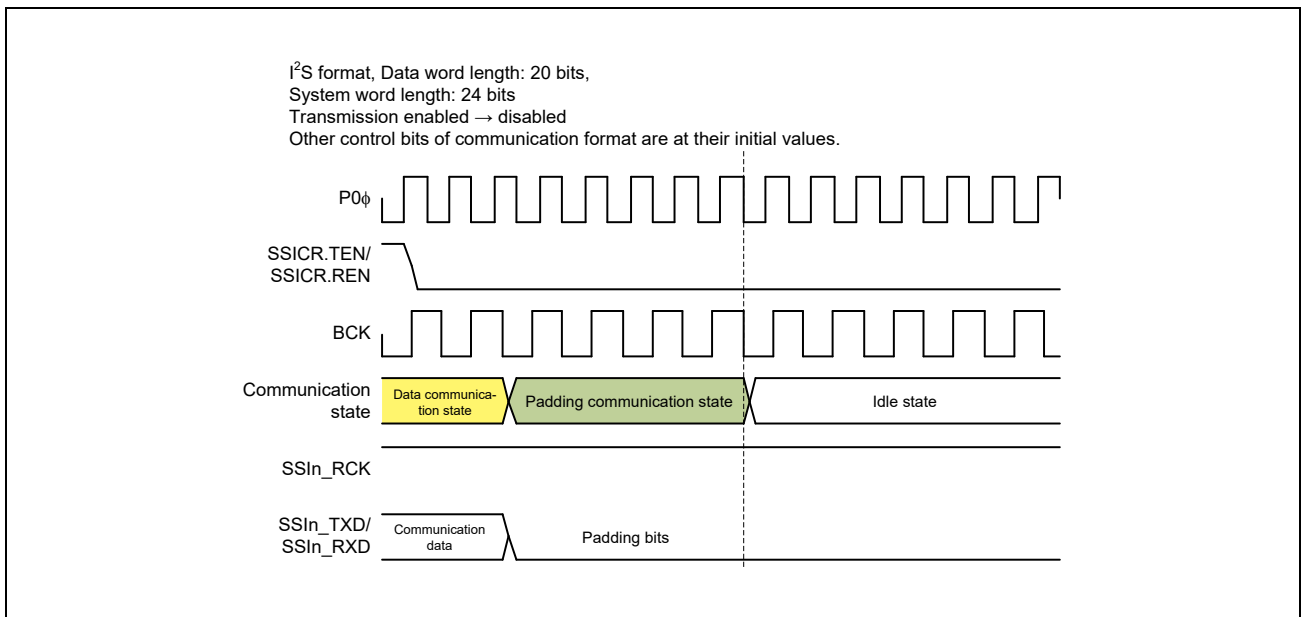 I²S format, Data word length: 20 bits,
System word length: 24 bits
Transmission enabled → disabled
Other control bits of communication format are at their initial values.
P0ϕ
SSICR.TEN/
SSICR.REN
BCK
Communication
state
Data communica-
tion state
Padding communication state
Idle state
SSIn_RCK
SSIn_TXD/
SSIn_RXD
Communication
data
Padding bits